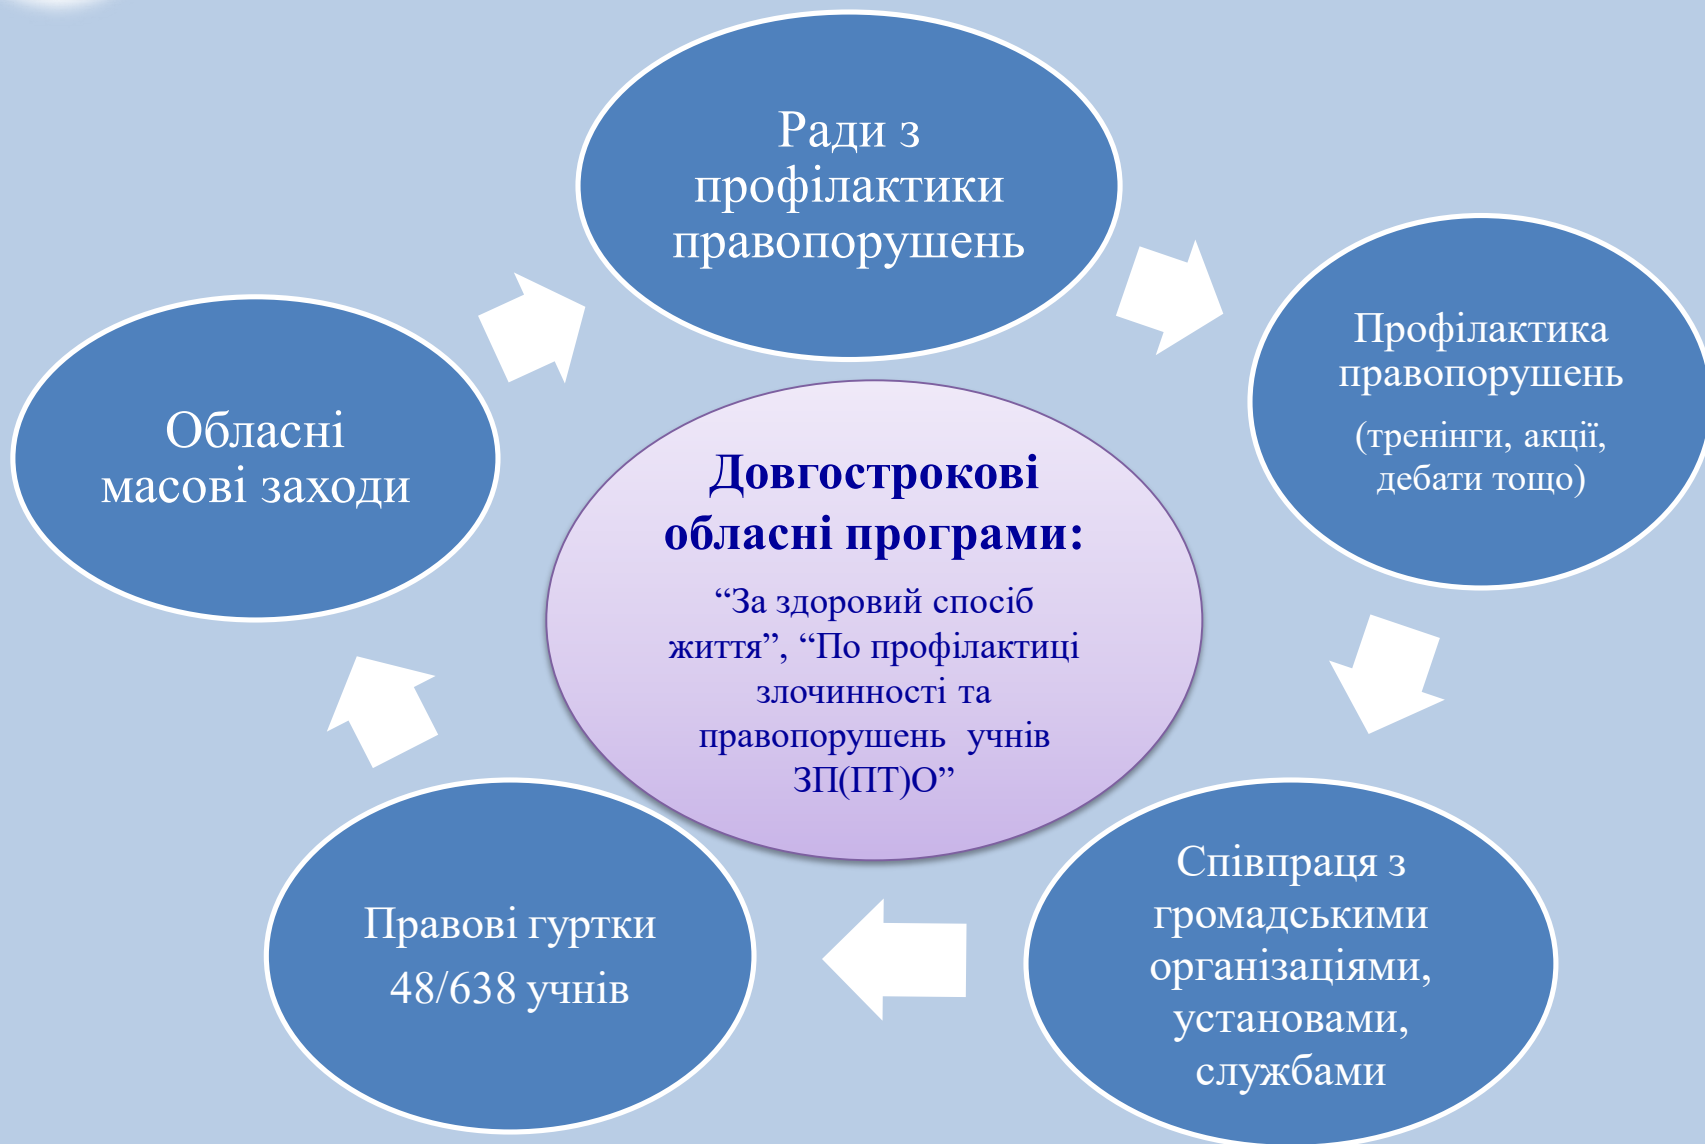 Ради з
профілактики
правопорушень
Профілактика
правопорушень
(тренінги, акції,
дебати тощо)
Співпраця з
громадськими
організаціями,
установами,
службами
Правові гуртки
48/638 учнів
Обласні
масові заходи
Довгострокові
обласні програми:
“За здоровий спосіб
життя”, “По профілактиці
злочинності та
правопорушень учнів
ЗП(ПТ)О”